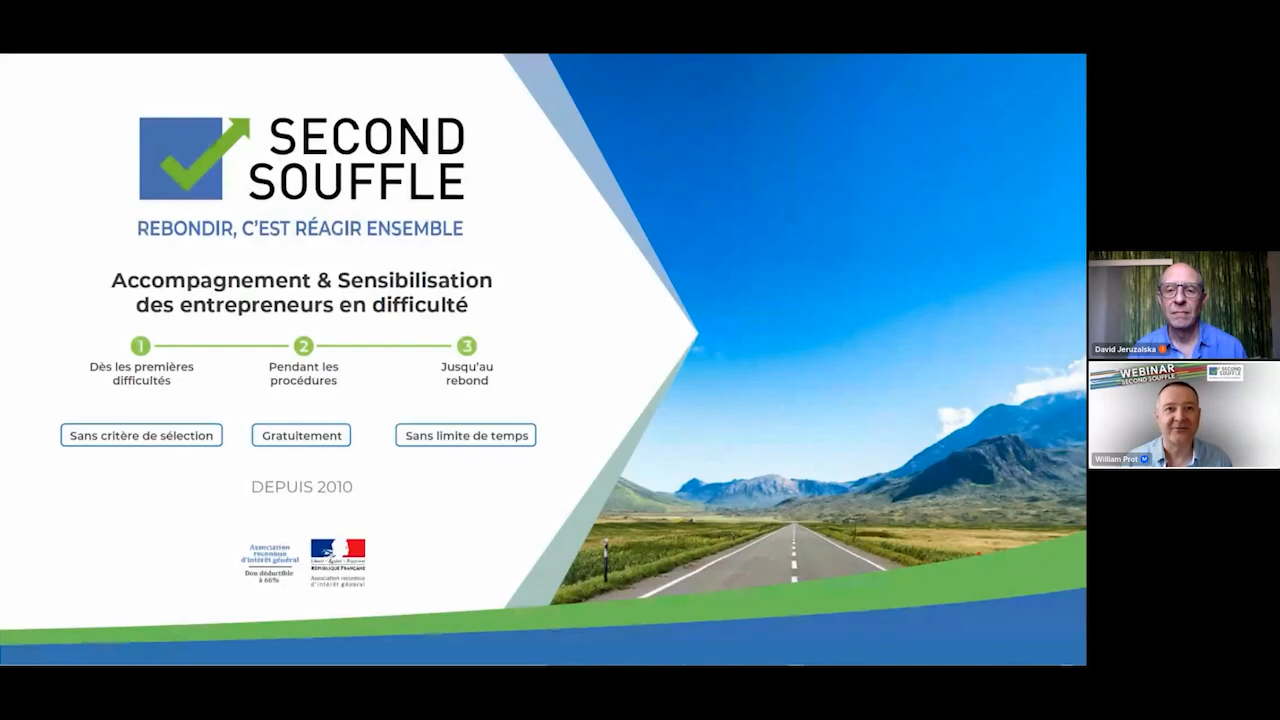 SECOND
SOUFFLE
REBONDIR, C'EST RÉAGIR ENSEMBLE
Accompagnement & Sensibilisation
des entrepreneurs en difficulté
1
2
3
Dès les premières
difficultés
Pendant les
procédures
Jusqu'au
rebond
Sans critère de sélection
Gratuitement
Sans limite de temps
DEPUIS 2010
Association
reconnue
d'intérêt général
Don déductible
à 66%
RÉPUBLIQUE FRANÇAISE
Association reconnue
d'intérêt général
David Jeruzalska
WEBINAR
SECOND SOUFFLE
SECOND
SOUFFLE
William Prot